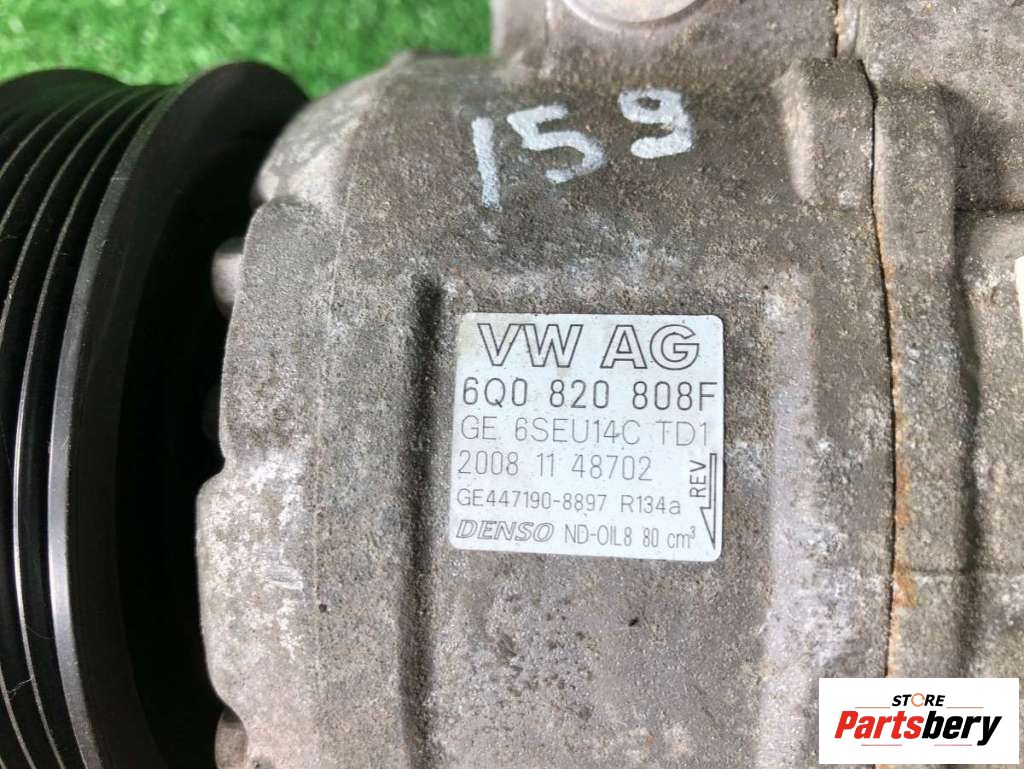 159
VW AG
6Q0 820 808F
GE 6SEU14C TD1
2008 11 48702
REV
GE447190-8897 R134a
DENSO ND-OIL8 80 cm³
STORE
Partsbery